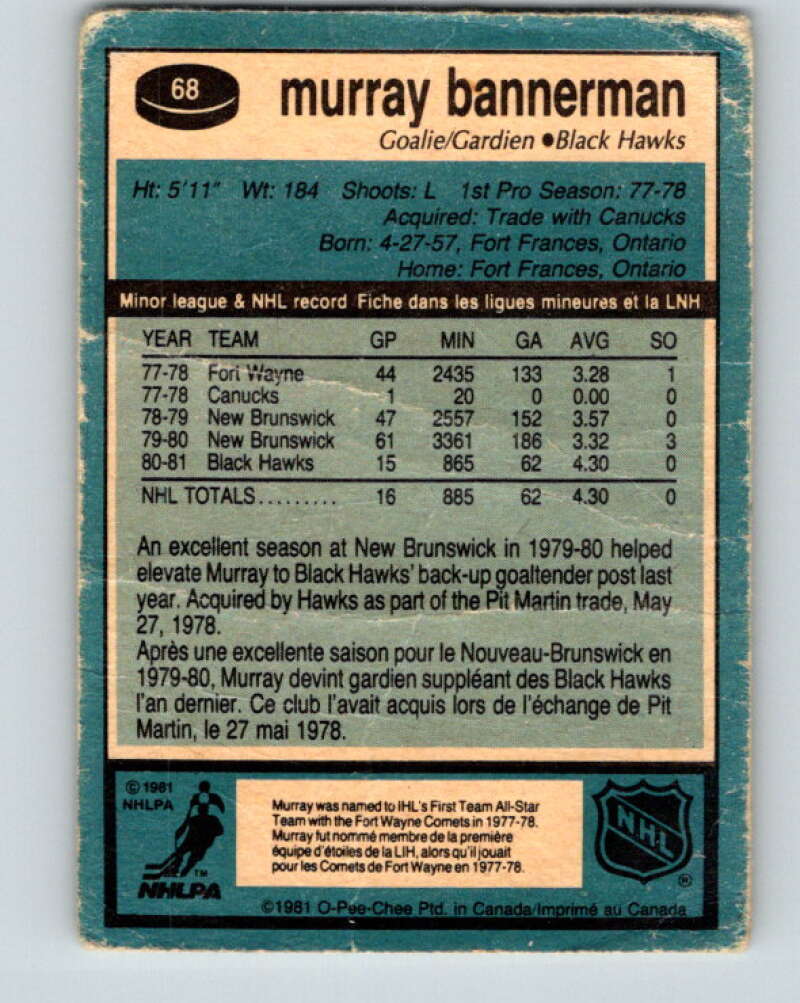 68
murray bannerman
Goalie/Gardien ●Black Hawks
Ht: 5'11" Wt: 184 Shoots: L 1st Pro Season: 77-78
Acquired: Trade with Canucks
Born: 4-27-57, Fort Frances, Ontario
Home: Fort Frances, Ontario
Minor league & NHL record Fiche dans les ligues mineures et la LNH
YEAR TEAM GP MIN GA AVG SO
77-78 Fort Wayne 44 2435 133 3.28 1
77-78 Canucks 1 20 0 0.00 0
78-79 New Brunswick 47 2557 152 3.57 0
79-80 New Brunswick 61 3361 186 3.32 3
80-81 Black Hawks 15 865 62 4.30 0
NHL TOTALS......... 16 885 62 4.30 0
An excellent season at New Brunswick in 1979-80 helped
elevate Murray to Black Hawks' back-up goaltender post last
year. Acquired by Hawks as part of the Pit Martin trade, May
27, 1978.
Après une excellente saison pour le Nouveau-Brunswick en
1979-80, Murray devint gardien suppléant des Black Hawks
l'an dernier. Ce club l'avait acquis lors de l'échange de Pit
Martin, le 27 mai 1978.
© 1981
NHLPA
TM
NHLPA
Murray was named to IHL's First Team All-Star
Team with the Fort Wayne Comets in 1977-78.
Murray fut nommé membre de la première
équipe d'étoiles de la LIH, alors qu'il jouait
pour les Comets de Fort Wayne en 1977-78.
NHL
®
©1981 O-Pee-Chee Ptd. in Canada/Imprimé au Canada